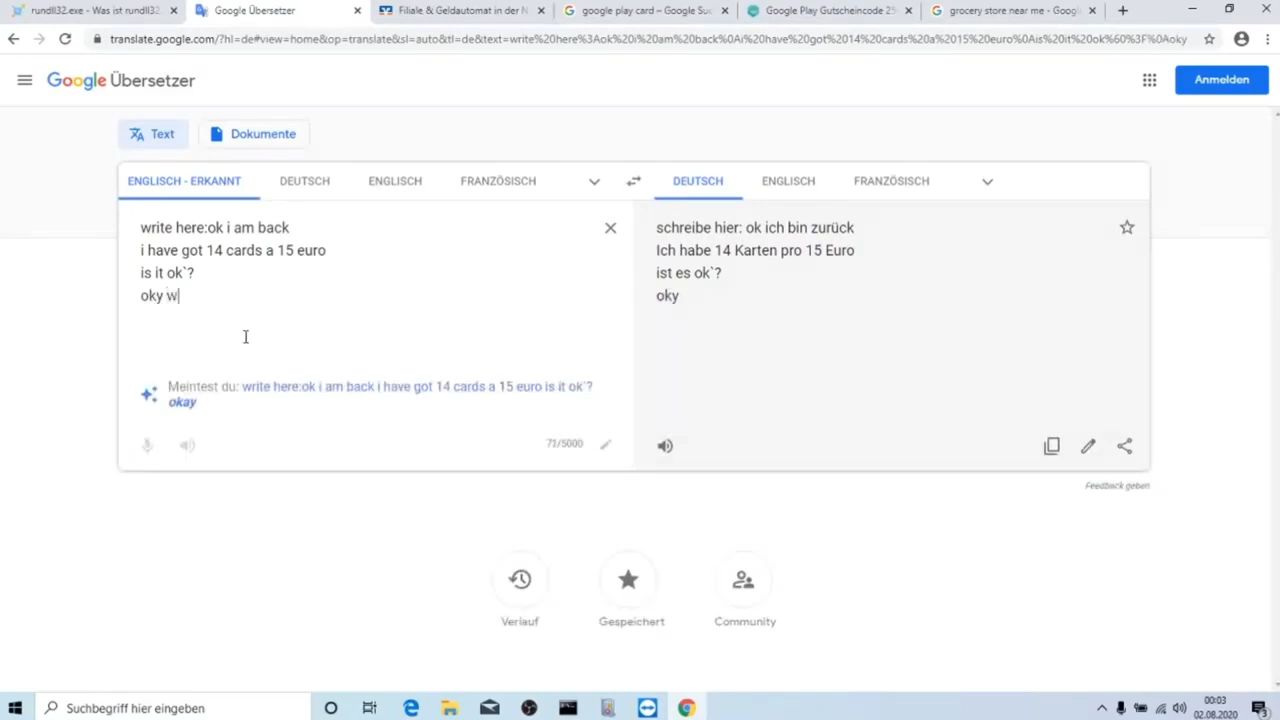 rundll32.exe - Was ist rundll32
Google Übersetzer
Filiale & Geldautomat in der N
google play card – Google Suc
Google Play Gutscheincode 25
grocery store near me - Google
translate.google.com/?hl=de#view=home&op=translate&sl=auto&tl=de&text=write%20here%3Aok%20i%20am%20back%0Ai%20have%20got%2014%20cards%20a%2015%20euro%0Ais%20it%20ok%60%3F%0Aoky
Google Übersetzer
Anmelden
Text
Dokumente
ENGLISCH - ERKANNT DEUTSCH ENGLISCH FRANZÖSISCH
DEUTSCH ENGLISCH FRANZÖSISCH
write here:ok i am back
i have got 14 cards a 15 euro
is it ok`?
oky w
schreibe hier: ok ich bin zurück
Ich habe 14 Karten pro 15 Euro
ist es ok`?
oky
Meintest du: write here:ok i am back i have got 14 cards a 15 euro is it ok`?
okay
71/5000
Feedback geben
Verlauf
Gespeichert
Community
Suchbegriff hier eingeben
00:03
02.08.2020
3